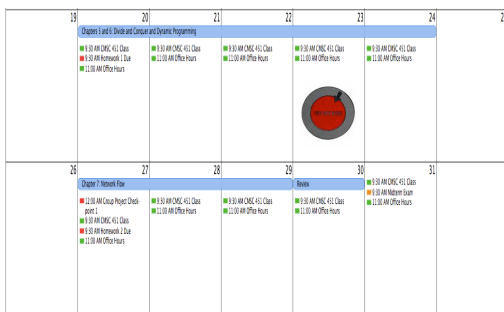 19 20 21 22 23 24
Chapters 5 and 6: Divide and Conquer and Dynamic Programming
9:30 AM CMSC 451 Class
9:30 AM Homework 1 Due
11:00 AM Office Hours
9:30 AM CMSC 451 Class
11:00 AM Office Hours
9:30 AM CMSC 451 Class
11:00 AM Office Hours
9:30 AM CMSC 451 Class
11:00 AM Office Hours
9:30 AM CMSC 451 Class
11:00 AM Office Hours
26 27 28 29 30 31
Chapter 7: Network Flow
Review
12:00 AM Group Project Check-
point 1
9:30 AM CMSC 451 Class
9:30 AM Homework 2 Due
11:00 AM Office Hours
9:30 AM CMSC 451 Class
11:00 AM Office Hours
9:30 AM CMSC 451 Class
11:00 AM Office Hours
9:30 AM CMSC 451 Class
11:00 AM Office Hours
9:30 AM CMSC 451 Class
9:30 AM Midterm Exam
11:00 AM Office Hours